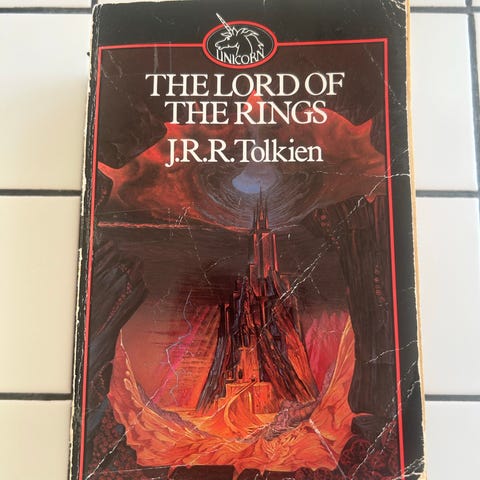 UNICORN
THE LORD OF
THE RINGS
J.R.R. Tolkien